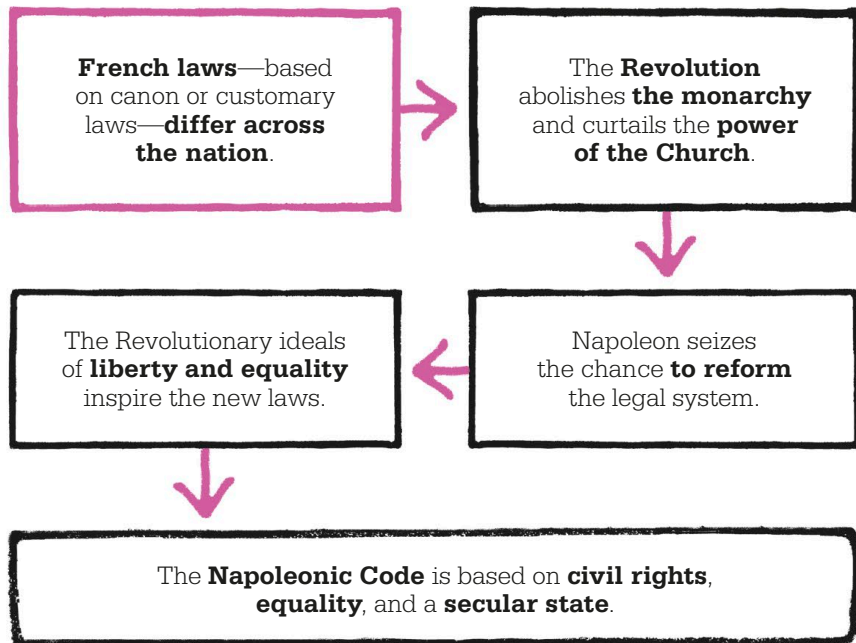 French laws—based
on canon or customary
laws—differ across
the nation.
The Revolution
abolishes the monarchy
and curtails the power
of the Church.
Napoleon seizes
the chance to reform
the legal system.
The Revolutionary ideals
of liberty and equality
inspire the new laws.
The Napoleonic Code is based on civil rights,
equality, and a secular state.